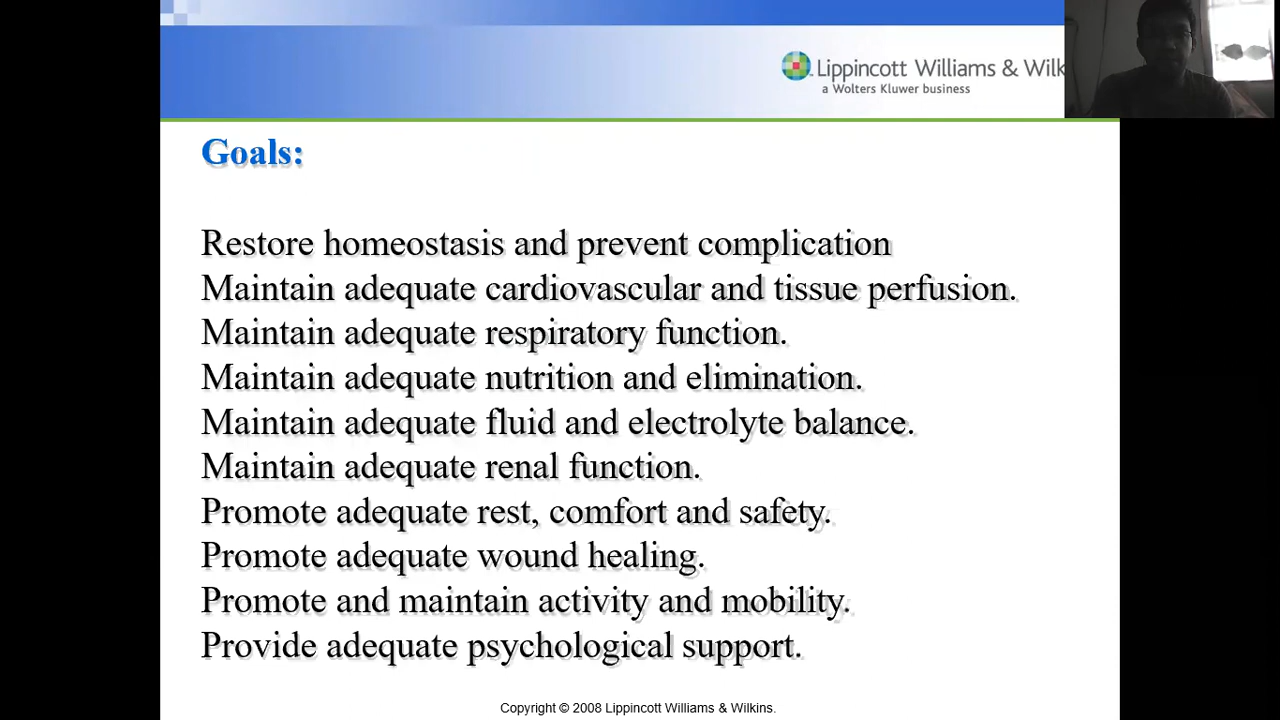 Lippincott Williams & Wilk
a Wolters Kluwer business
Goals:
Restore homeostasis and prevent complication
Maintain adequate cardiovascular and tissue perfusion.
Maintain adequate respiratory function.
Maintain adequate nutrition and elimination.
Maintain adequate fluid and electrolyte balance.
Maintain adequate renal function.
Promote adequate rest, comfort and safety.
Promote adequate wound healing.
Promote and maintain activity and mobility.
Provide adequate psychological support.
Copyright © 2008 Lippincott Williams & Wilkins.